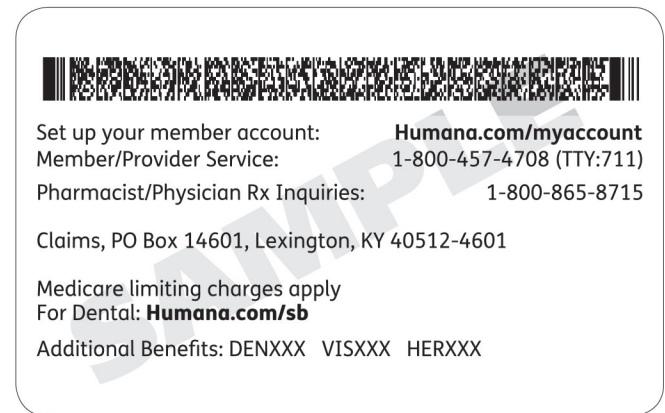 Set up your member account: Humana.com/myaccount
Member/Provider Service: 1-800-457-4708 (TTY:711)
Pharmacist/Physician Rx Inquiries: 1-800-865-8715
Claims, PO Box 14601, Lexington, KY 40512-4601
Medicare limiting charges apply
For Dental: Humana.com/sb
Additional Benefits: DENXXX VISXXX HERXXX
SAMPLE